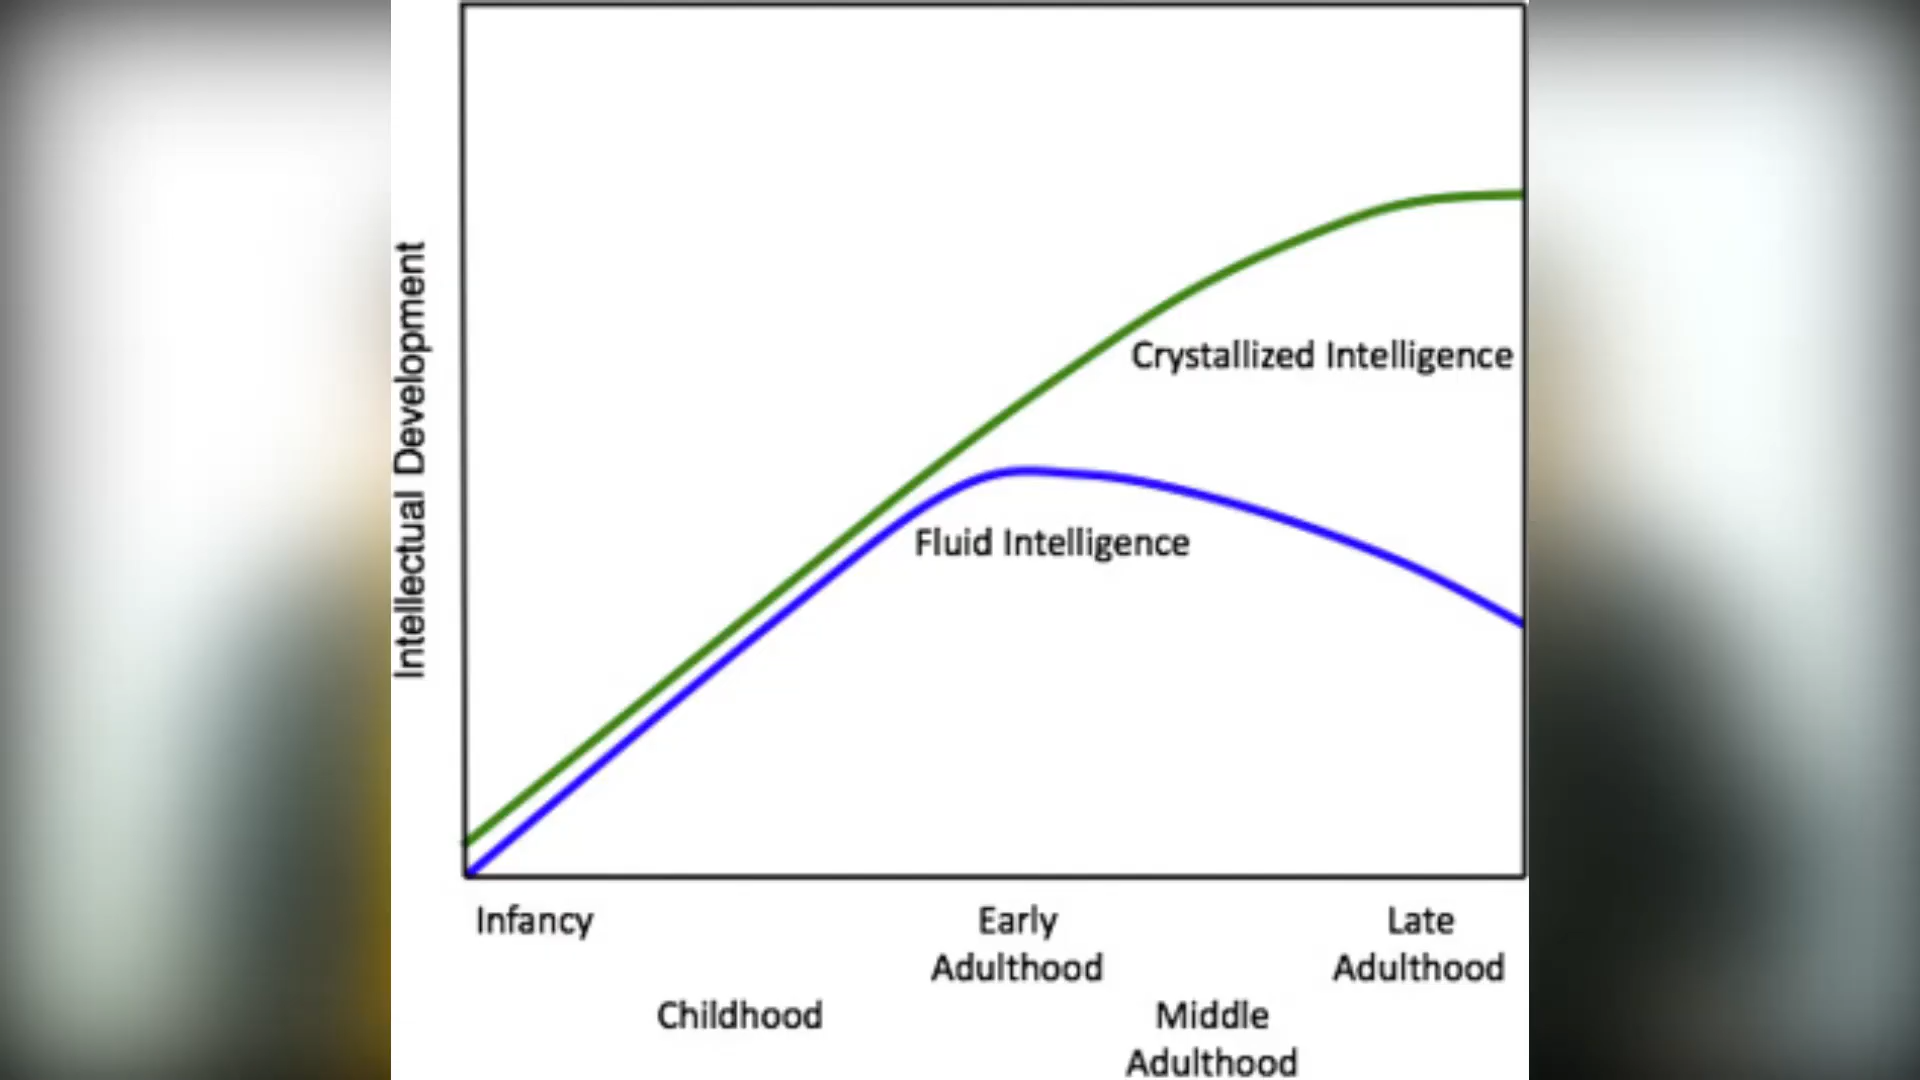 Intellectual Development
Crystallized Intelligence
Fluid Intelligence
Infancy
Childhood
Early
Adulthood
Middle
Adulthood
Late
Adulthood